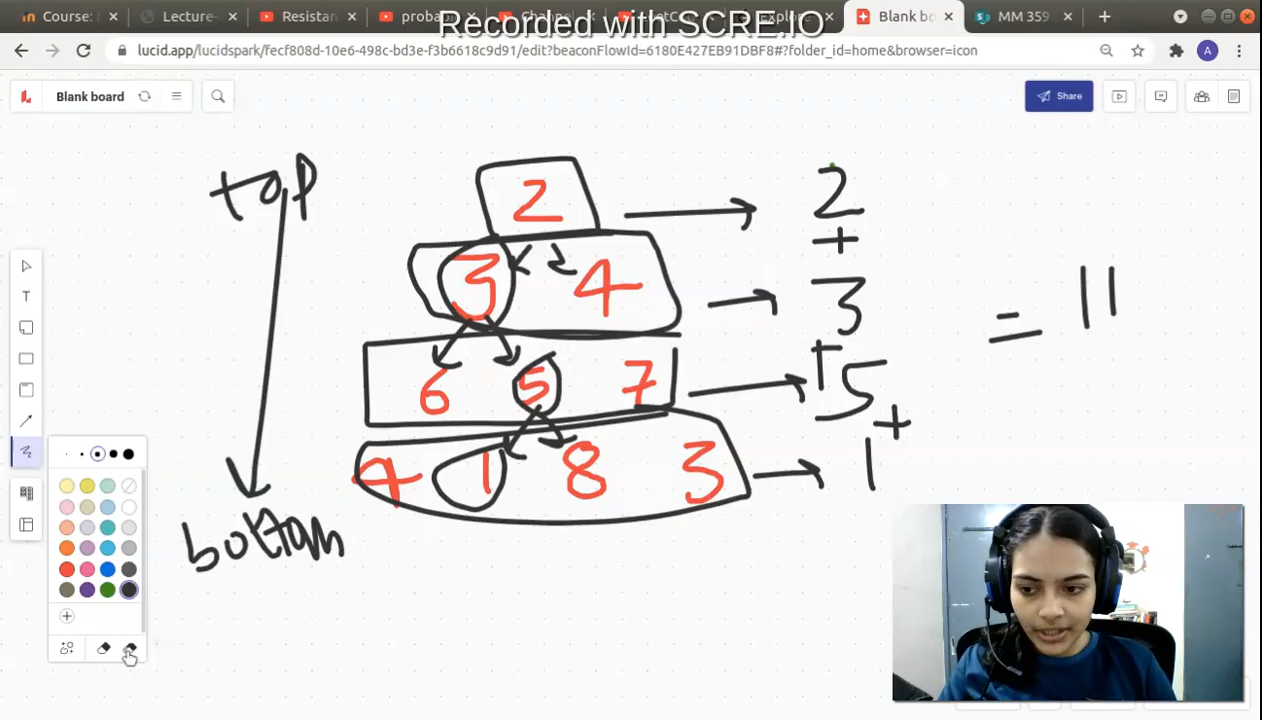 Recorded with SCRE.IO
Course:
Lecture-
Resistan
proba
Blank bo
MM 359
lucid.app/lucidspark/fecf808d-10e6-498c-bd3e-f3b6618c9d91/edit?beaconFlowId=6180E427EB91DBF8#?folder_id=home&browser=icon
A
Blank board
Share
top
2
2
+
3 4
3
= 11
+
6 5 7
5
+
4 1 8 3
1
bottom
T